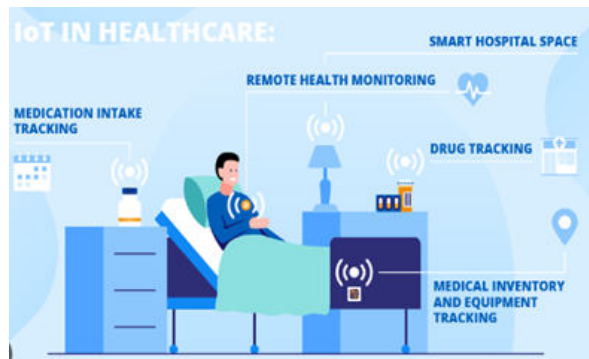 IoT IN HEALTHCARE:
SMART HOSPITAL SPACE
REMOTE HEALTH MONITORING
MEDICATION INTAKE
TRACKING
DRUG TRACKING
MEDICAL INVENTORY
AND EQUIPMENT
TRACKING